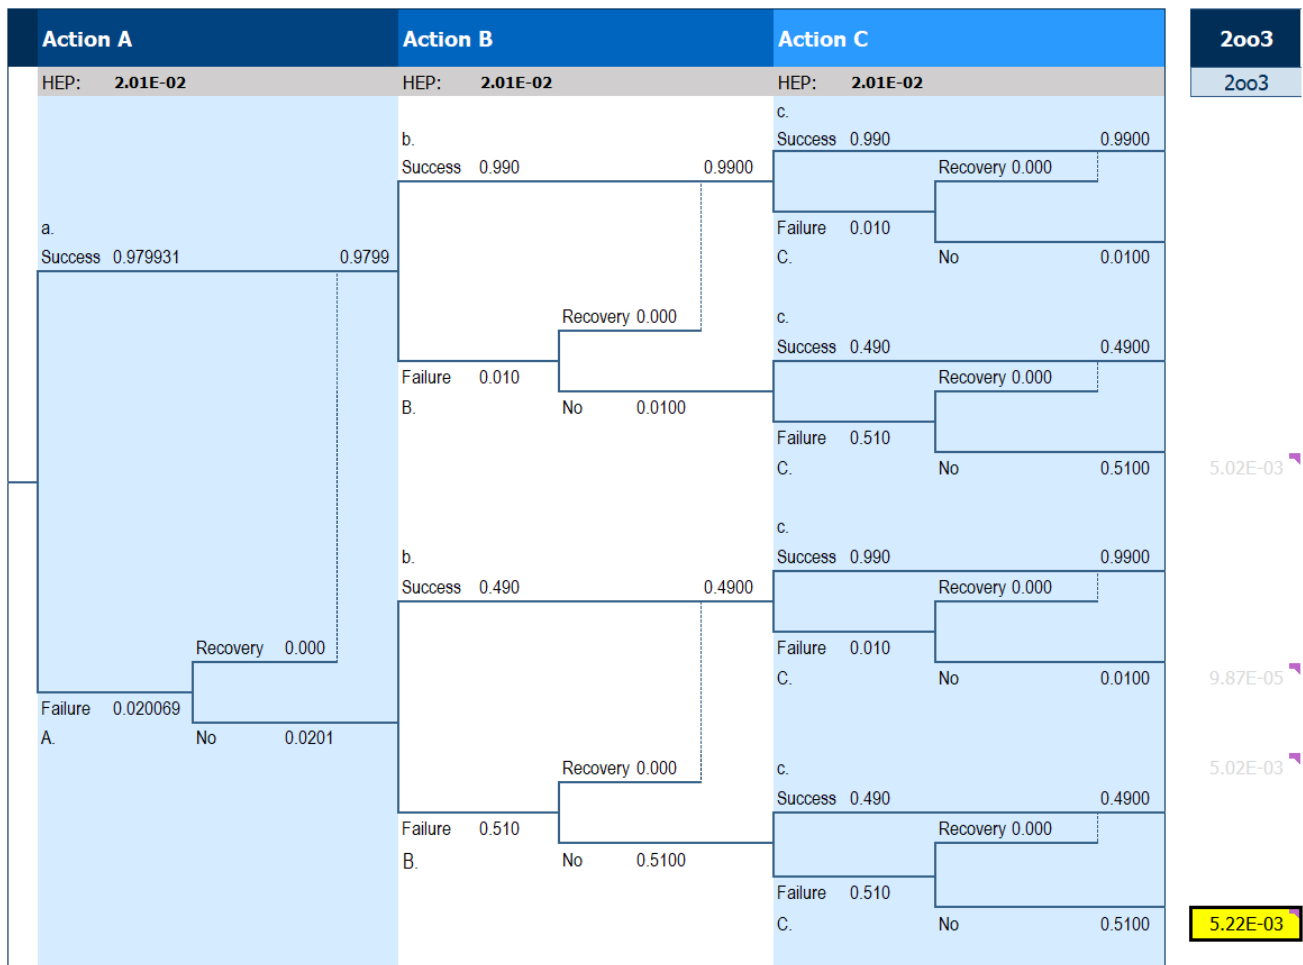 Action A Action B Action C 2oo3
HEP: 2.01E-02 HEP: 2.01E-02 HEP: 2.01E-02 2oo3
c.
b. Success 0.990 0.9900
Success 0.990 0.9900 Recovery 0.000
a. Failure 0.010
Success 0.979931 0.9799 C. No 0.0100
Recovery 0.000 c.
Success 0.490 0.4900
Failure 0.010 Recovery 0.000
B. No 0.0100
Failure 0.510
C. No 0.5100 5.02E-03
c.
b. Success 0.990 0.9900
Success 0.490 0.4900 Recovery 0.000
Recovery 0.000 Failure 0.010
C. No 0.0100 9.87E-05
Failure 0.020069
A. No 0.0201
Recovery 0.000 c. 5.02E-03
Success 0.490 0.4900
Failure 0.510 Recovery 0.000
B. No 0.5100
Failure 0.510
C. No 0.5100 5.22E-03